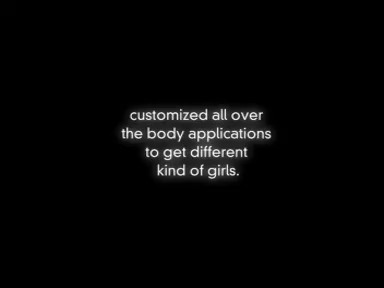 customized all over
the body applications
to get different
kind of girls.